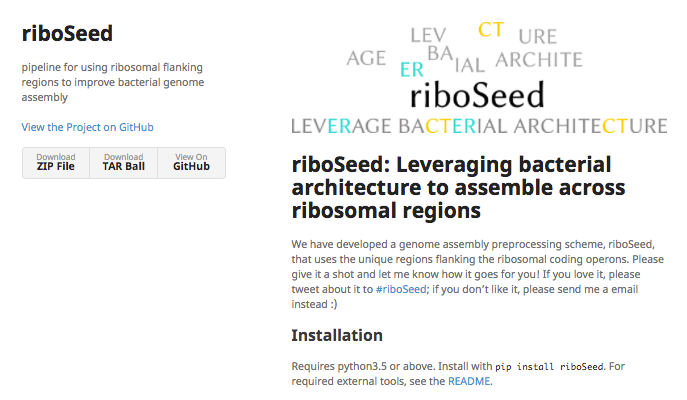 riboSeed
pipeline for using ribosomal flanking
regions to improve bacterial genome
assembly
View the Project on GitHub
Download
ZIP File
Download
TAR Ball
View On
GitHub
LEV CT URE
AGE ER BA IAL ARCHITE
riboSeed
LEVERAGE BACTERIAL ARCHITECTURE
riboSeed: Leveraging bacterial
architecture to assemble across
ribosomal regions
We have developed a genome assembly preprocessing scheme, riboSeed,
that uses the unique regions flanking the ribosomal coding operons. Please
give it a shot and let me know how it goes for you! If you love it, please
tweet about it to #riboSeed; if you don't like it, please send me a email
instead :)
Installation
Requires python3.5 or above. Install with pip install riboSeed. For
required external tools, see the README.